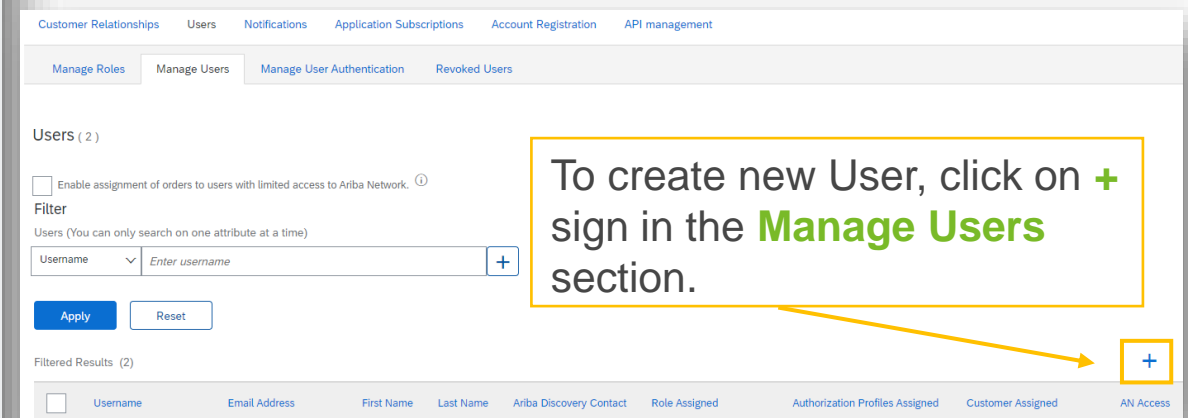 Customer Relationships Users Notifications Application Subscriptions Account Registration API management
Manage Roles Manage Users Manage User Authentication Revoked Users
Users ( 2 )
Enable assignment of orders to users with limited access to Ariba Network. i
Filter
Users (You can only search on one attribute at a time)
Username Enter username +
Apply Reset
To create new User, click on +
sign in the Manage Users
section.
Filtered Results (2) +
Username Email Address First Name Last Name Ariba Discovery Contact Role Assigned Authorization Profiles Assigned Customer Assigned AN Access